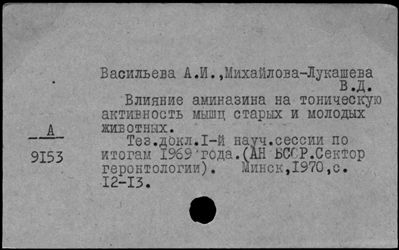 Васильева А.И.,Михайлова-Лукашева
В.Д.
Влияние аминазина на тоническую
активность мышц старых и молодых
животных.
Тез.докл.I-й науч.сессии по
итогам 1969 года.(АН БССР.Сектор
геронтологии). Минск,1970,с.
12-13.
А
9153